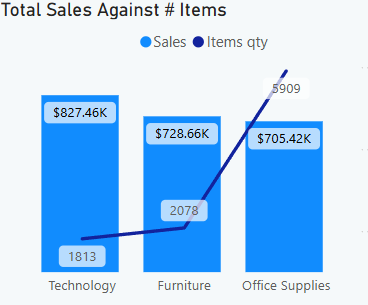 Total Sales Against # Items
Sales Items qty
5909
$827.46K
$728.66K
$705.42K
2078
1813
Technology Furniture Office Supplies